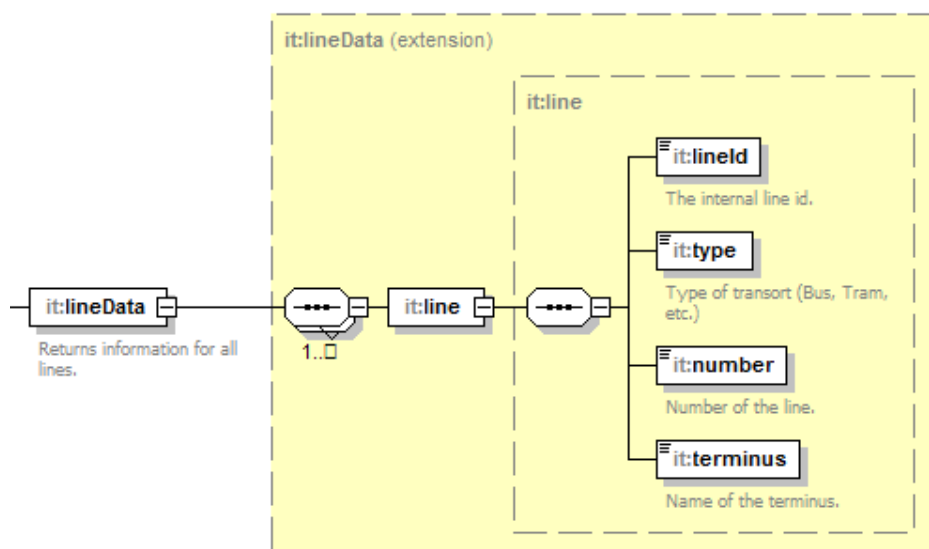 it:lineData (extension)
it:line
it:lineId
The internal line id.
it:type
Type of transort (Bus, Tram,
etc.)
it:lineData
Returns information for all
lines.
1..□
it:line
it:number
Number of the line.
it:terminus
Name of the terminus.